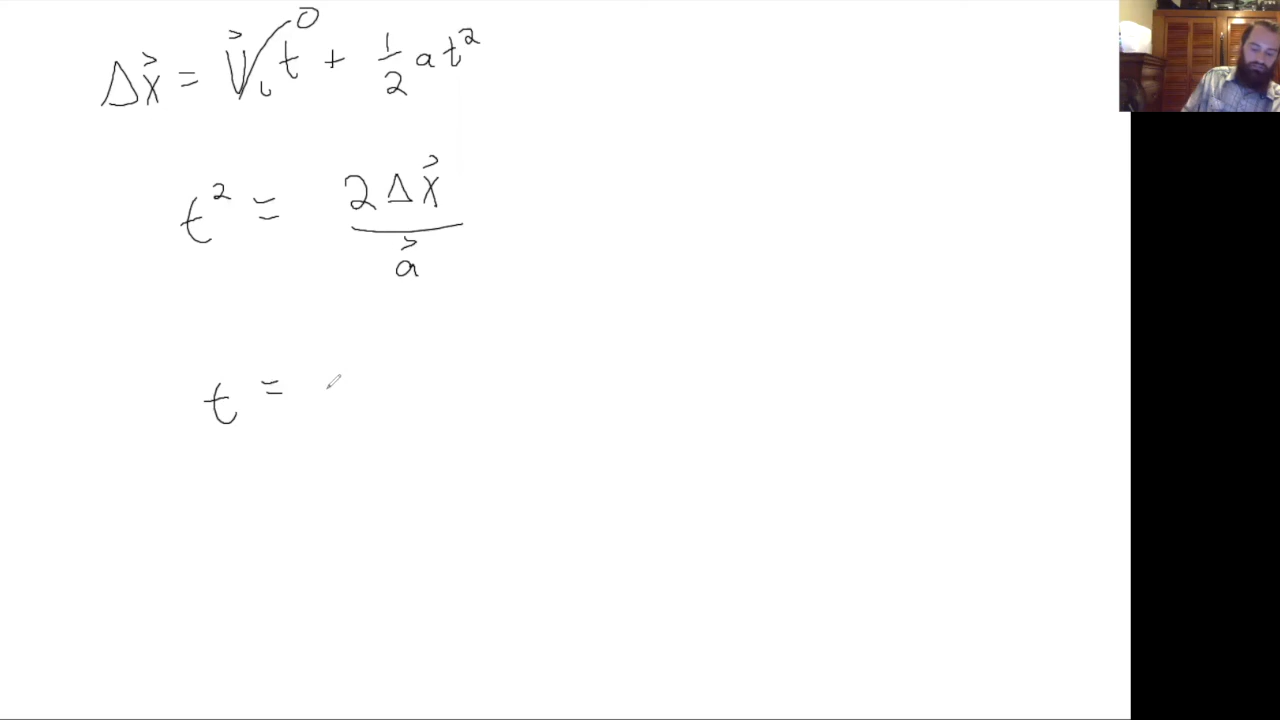 Δx⃗ = v⃗ᵢt + ½at² 0
t² = 2Δx⃗ / a⃗
t =